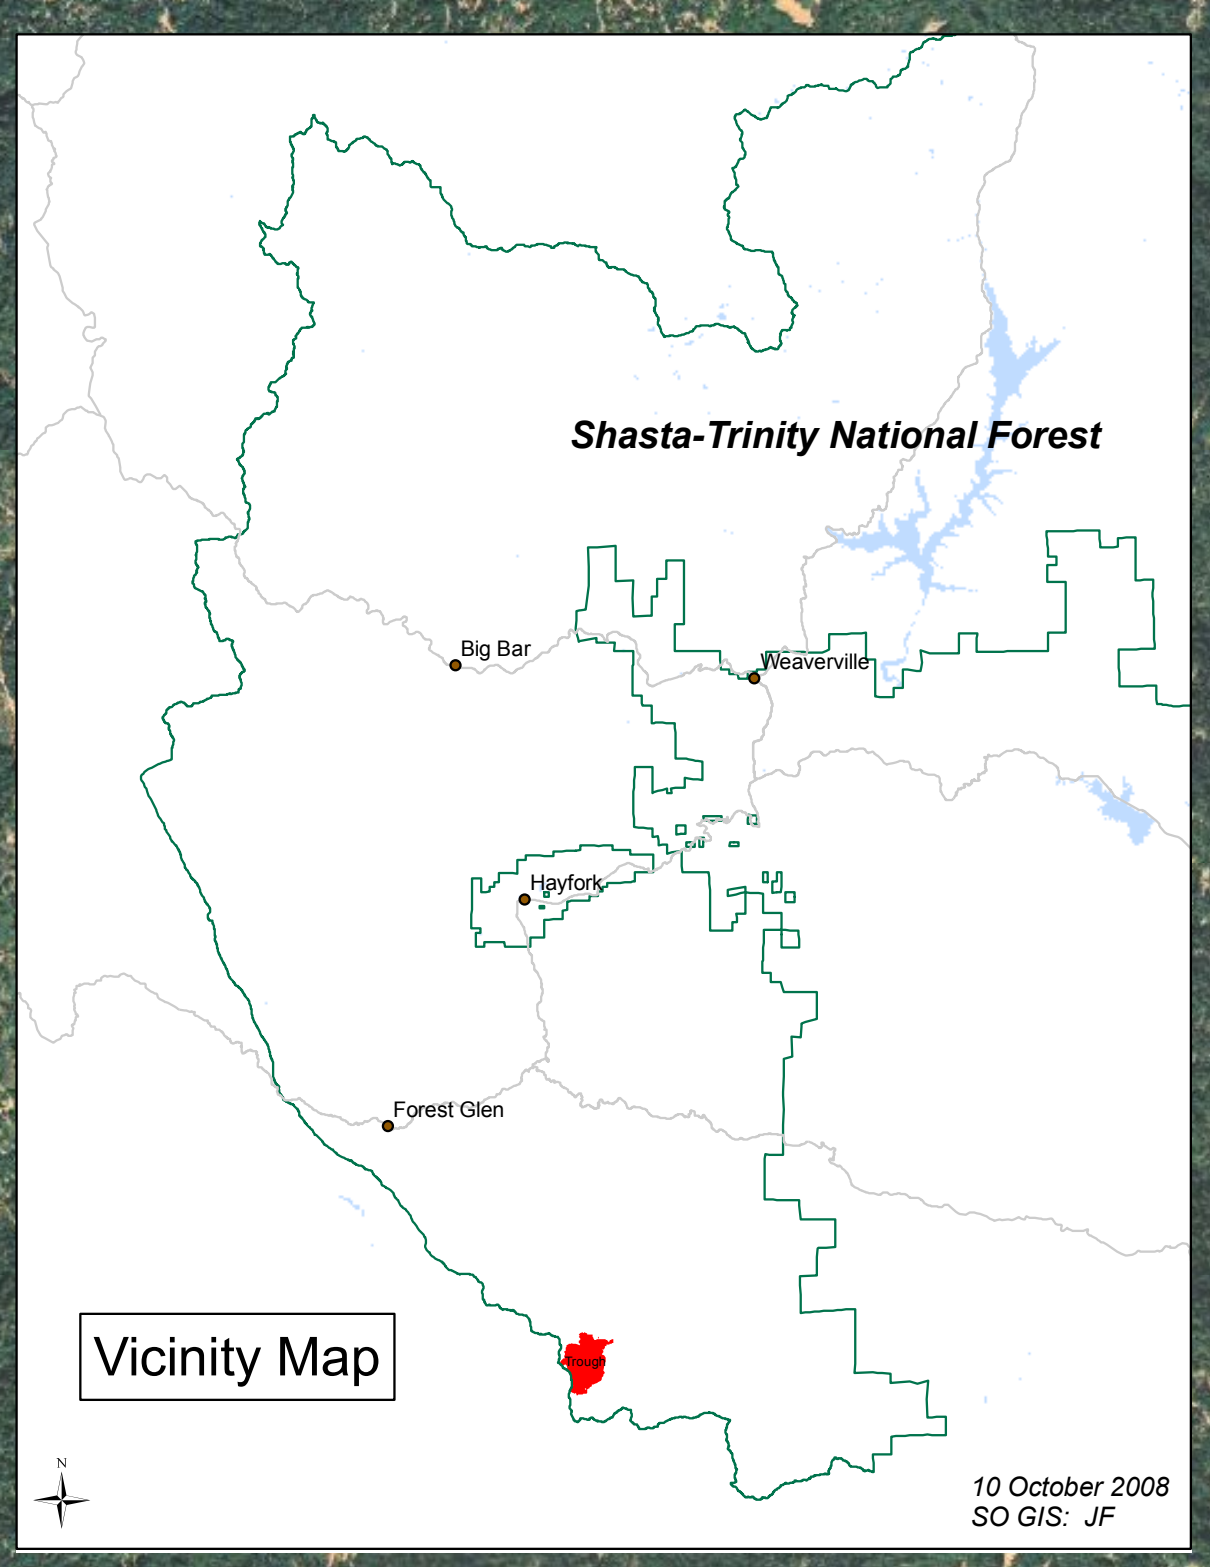 Shasta-Trinity National Forest
Big Bar
Weaverville
Hayfork
Forest Glen
Trough
Vicinity Map
N
10 October 2008
SO GIS: JF